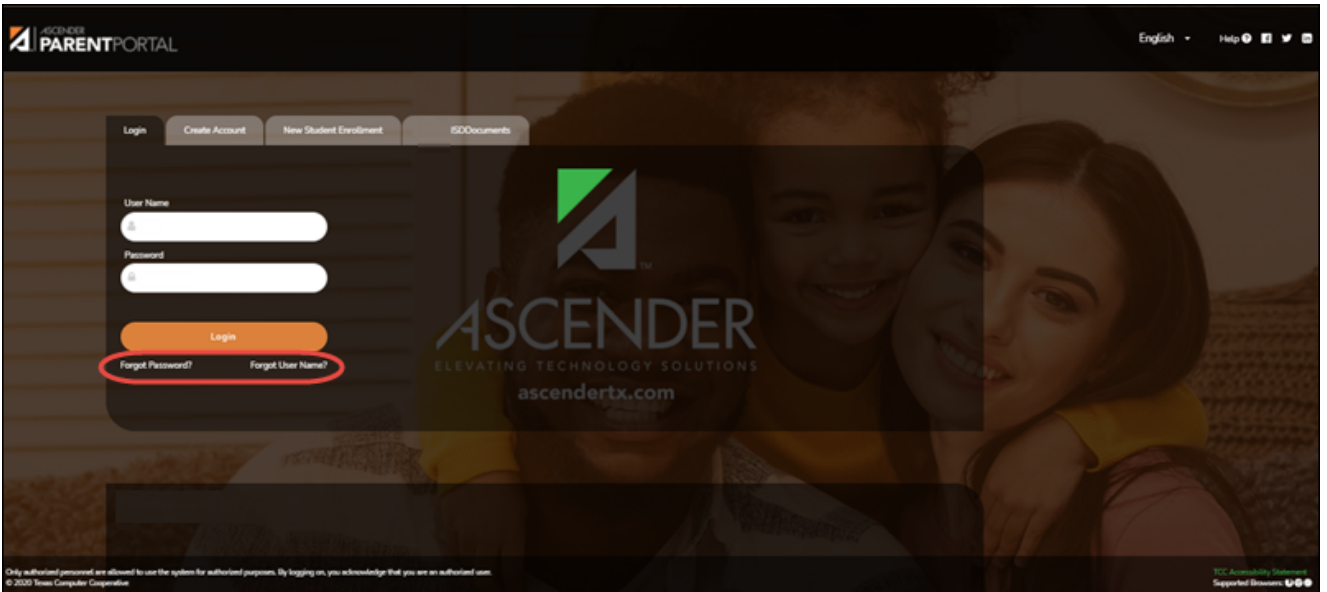 ASCENDER
PARENTPORTAL
English
Help
Login
Create Account
New Student Enrollment
ISDDocuments
User Name
Password
Login
Forgot Password?
Forgot User Name?
TM
ASCENDER
ELEVATING TECHNOLOGY SOLUTIONS
ascendertx.com
Only authorized personnel are allowed to use the system for authorized purposes. By logging on, you acknowledge that you are an authorized user.
© 2020 Texas Computer Cooperative
TCC Accessibility Statement
Supported Browsers: